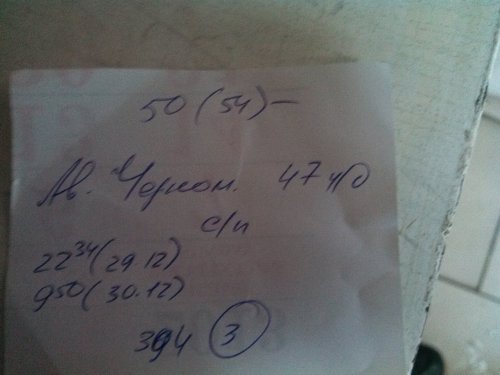 50 (54) –
Ав. Черном. 47
с/п
22³⁴ (29.12)
9⁵⁰ (30.12)
394 3